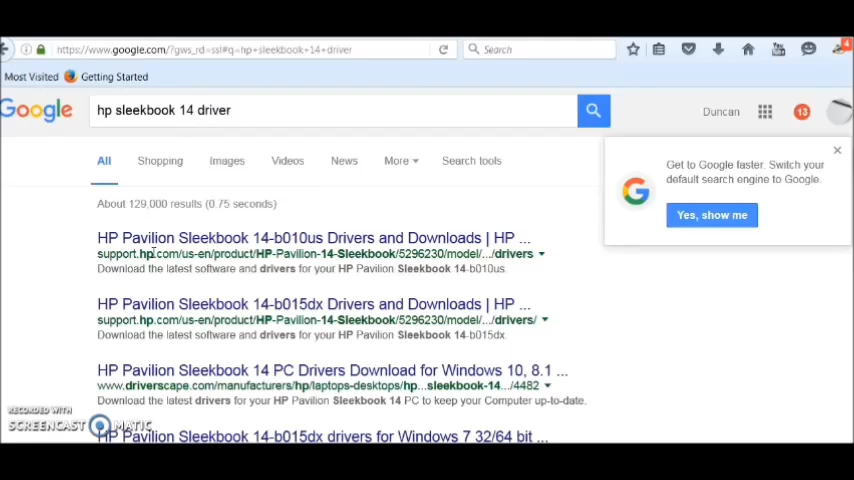 https://www.google.com/?gws_rd=ssl#q=hp+sleekbook+14+driver
Search
4
Most Visited
Getting Started
Google
hp sleekbook 14 driver
Duncan
13
All
Shopping
Images
Videos
News
More
Search tools
Get to Google faster. Switch your
default search engine to Google.
Yes, show me
About 129,000 results (0.75 seconds)
HP Pavilion Sleekbook 14-b010us Drivers and Downloads | HP ...
support.hp.com/us-en/product/HP-Pavilion-14-Sleekbook/5296230/model/.../drivers
Download the latest software and drivers for your HP Pavilion Sleekbook 14-b010us.
HP Pavilion Sleekbook 14-b015dx Drivers and Downloads | HP ...
support.hp.com/us-en/product/HP-Pavilion-14-Sleekbook/5296230/model/.../drivers/
Download the latest software and drivers for your HP Pavilion Sleekbook 14-b015dx.
HP Pavilion Sleekbook 14 PC Drivers Download for Windows 10, 8.1 ...
www.driverscape.com/manufacturers/hp/laptops-desktops/hp...sleekbook-14.../4482
Download the latest drivers for your HP Pavilion Sleekbook 14 PC to keep your Computer up-to-date.
HP Pavilion Sleekbook 14-b015dx drivers for Windows 7 32/64 bit ...
RECORDED WITH
SCREENCAST MATIC